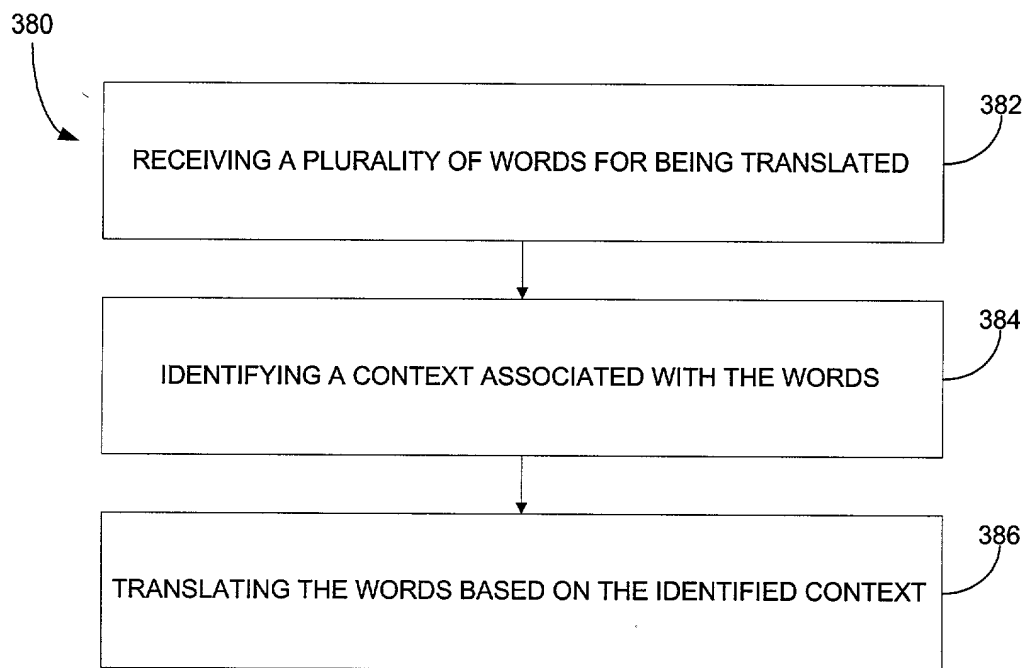 380
382
RECEIVING A PLURALITY OF WORDS FOR BEING TRANSLATED
384
IDENTIFYING A CONTEXT ASSOCIATED WITH THE WORDS
386
TRANSLATING THE WORDS BASED ON THE IDENTIFIED CONTEXT